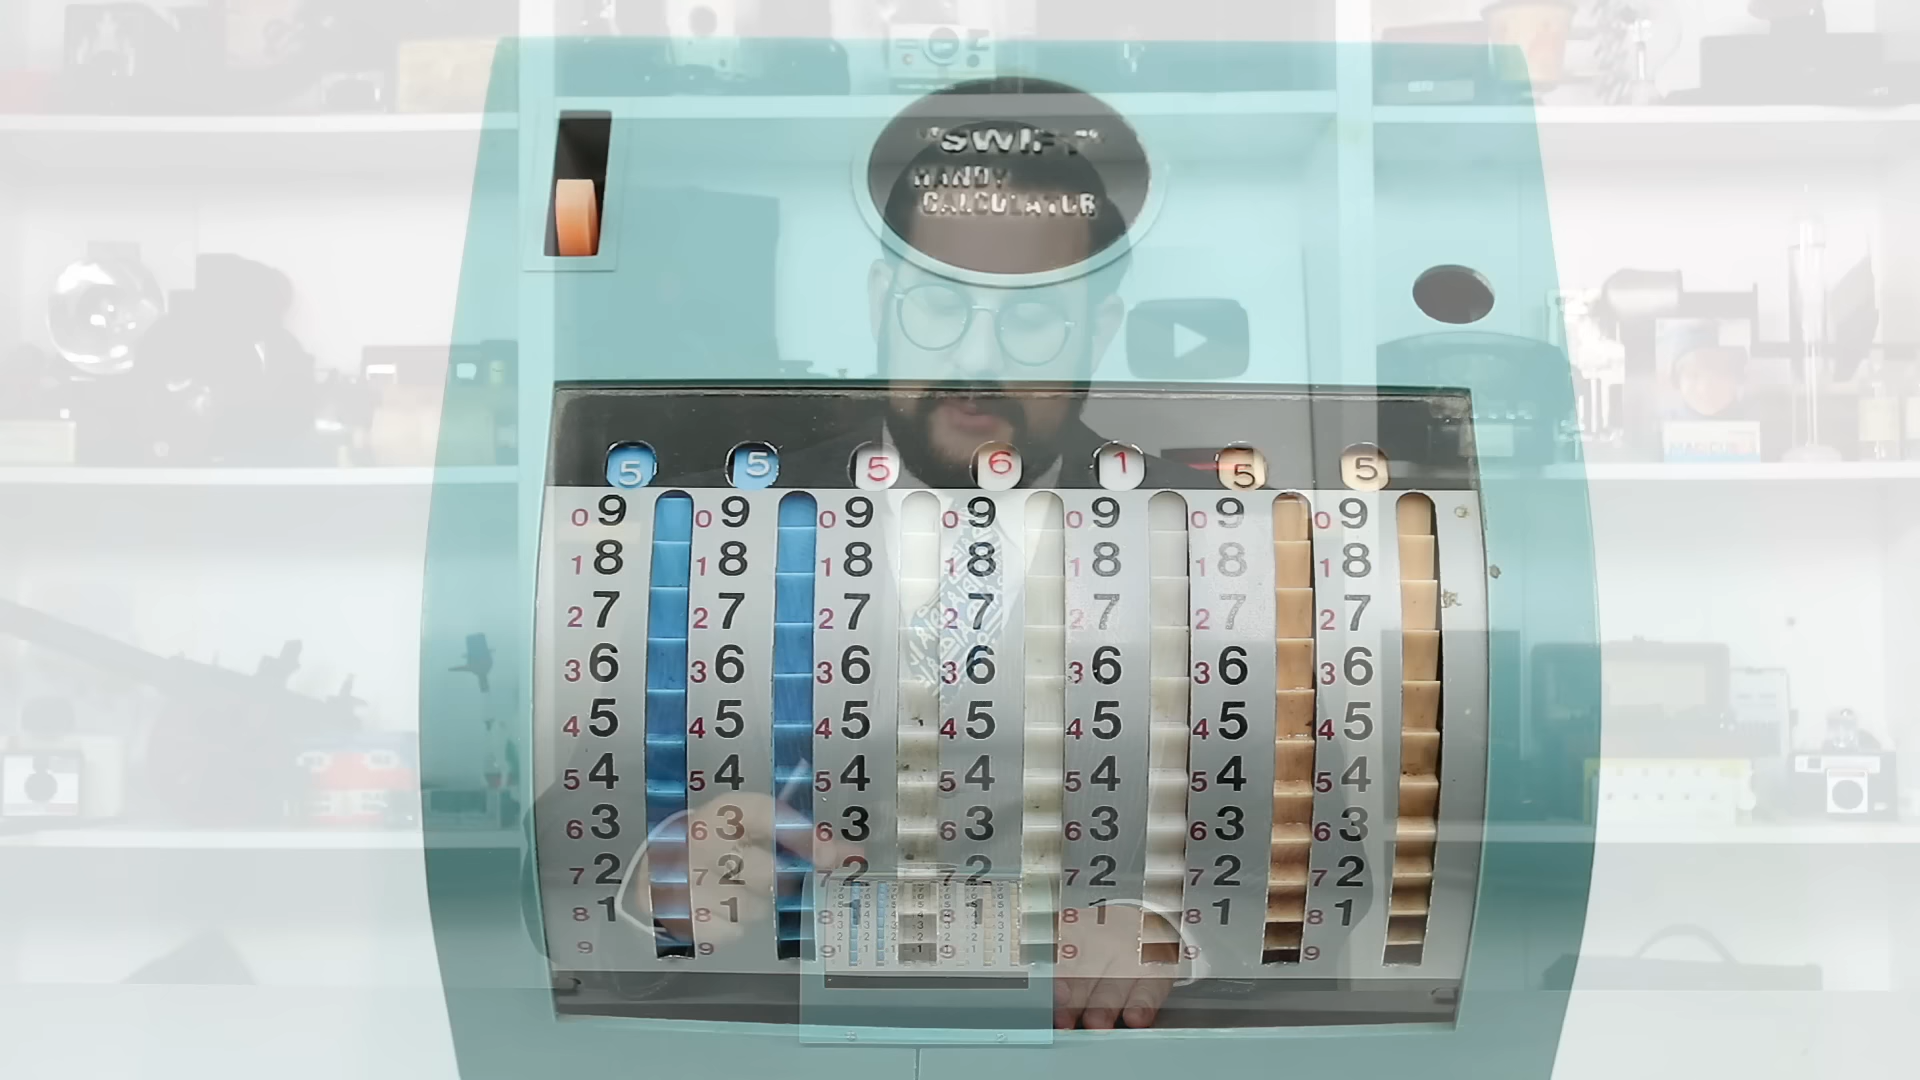 "SWIFT"
HANDY
CALCULATOR
5 5 5 6 1 5 5
0 9 0 9 0 9 0 9 0 9 0 9 0 9
1 8 1 8 1 8 1 8 1 8 1 8 1 8
2 7 2 7 2 7 2 7 2 7 2 7 2 7
3 6 3 6 3 6 3 6 3 6 3 6 3 6
4 5 4 5 4 5 4 5 4 5 4 5 4 5
5 4 5 4 5 4 5 4 5 4 5 4 5 4
6 3 6 3 6 3 6 3 6 3 6 3 6 3
7 2 7 2 7 2 7 2 7 2 7 2 7 2
8 1 8 1 8 1 8 1 8 1 8 1 8 1
9 9 9 9 9 9 9